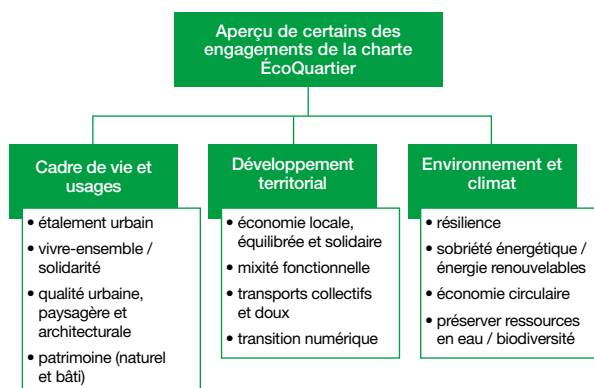 Aperçu de certains des
engagements de la charte
ÉcoQuartier
Cadre de vie et
usages
• étalement urbain
• vivre-ensemble /
solidarité
• qualité urbaine,
paysagère et
architecturale
• patrimoine (naturel
et bâti)
Développement
territorial
• économie locale,
équilibrée et solidaire
• mixité fonctionnelle
• transports collectifs
et doux
• transition numérique
Environnement et
climat
• résilience
• sobriété énergétique /
énergie renouvelables
• économie circulaire
• préserver ressources
en eau / biodiversité